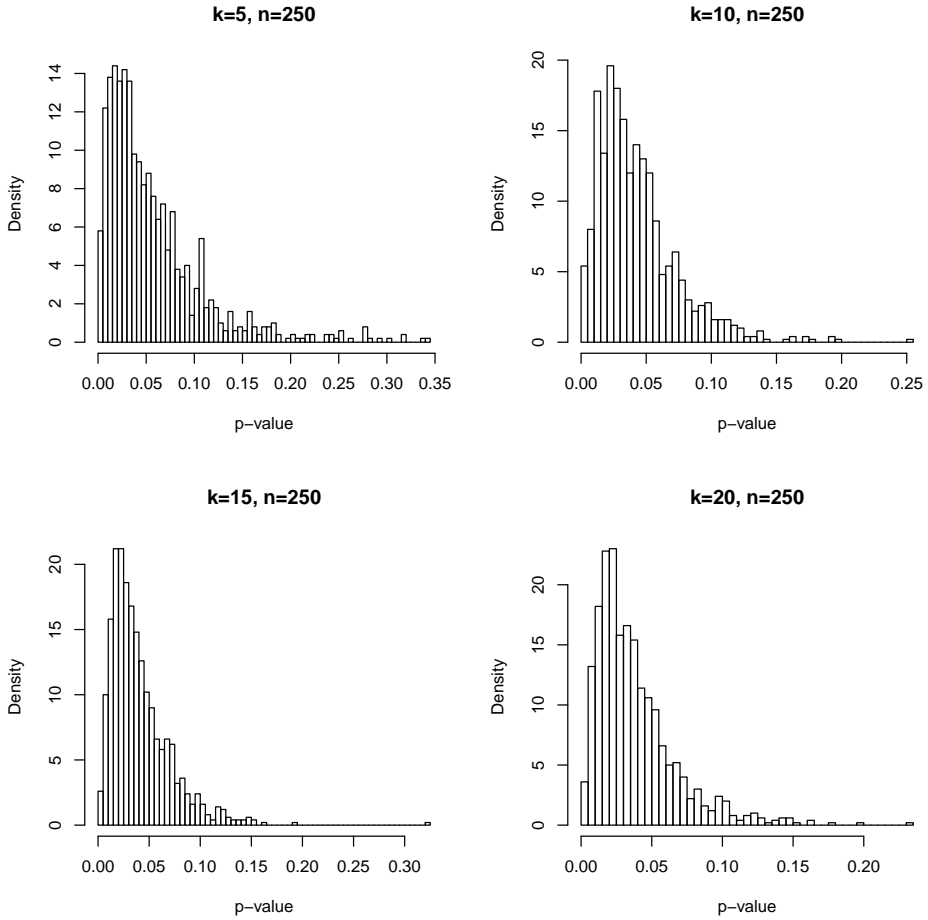 k=5, n=250
Density
0
2
4
6
8
10
12
14
0.00 0.05 0.10 0.15 0.20 0.25 0.30 0.35
p−value
k=10, n=250
Density
0
5
10
15
20
0.00 0.05 0.10 0.15 0.20 0.25
p−value
k=15, n=250
Density
0
5
10
15
20
0.00 0.05 0.10 0.15 0.20 0.25 0.30
p−value
k=20, n=250
Density
0
5
10
15
20
0.00 0.05 0.10 0.15 0.20
p−value